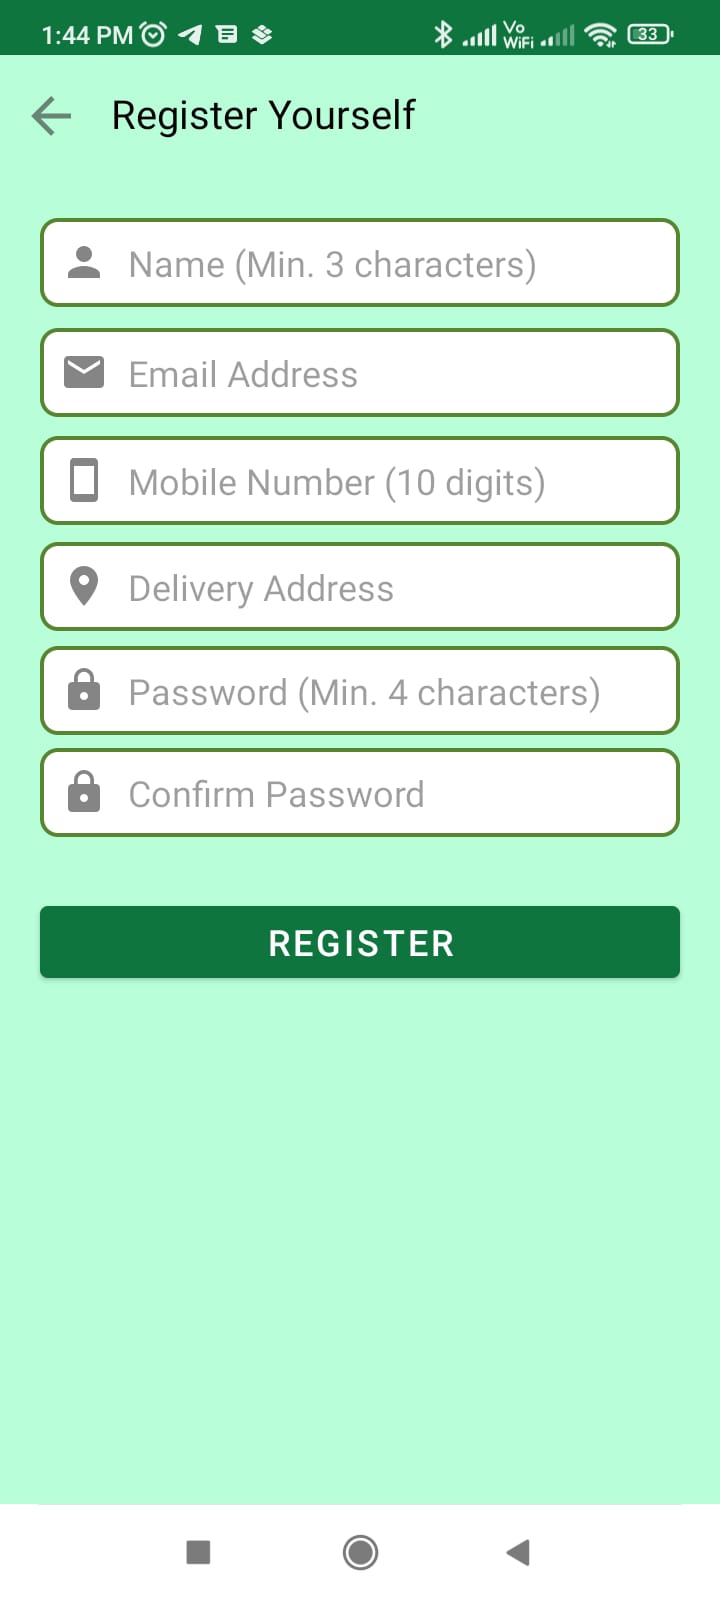 1:44 PM Vo WiFi 33
Register Yourself
Name (Min. 3 characters)
Email Address
Mobile Number (10 digits)
Delivery Address
Password (Min. 4 characters)
Confirm Password
REGISTER